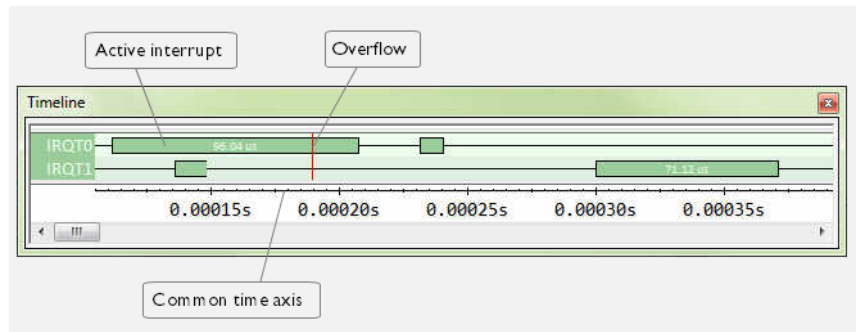 Active interrupt
Overflow
Timeline
IRQT0
96.04 us
IRQT1
71.12 us
0.00015s 0.00020s 0.00025s 0.00030s 0.00035s
Common time axis